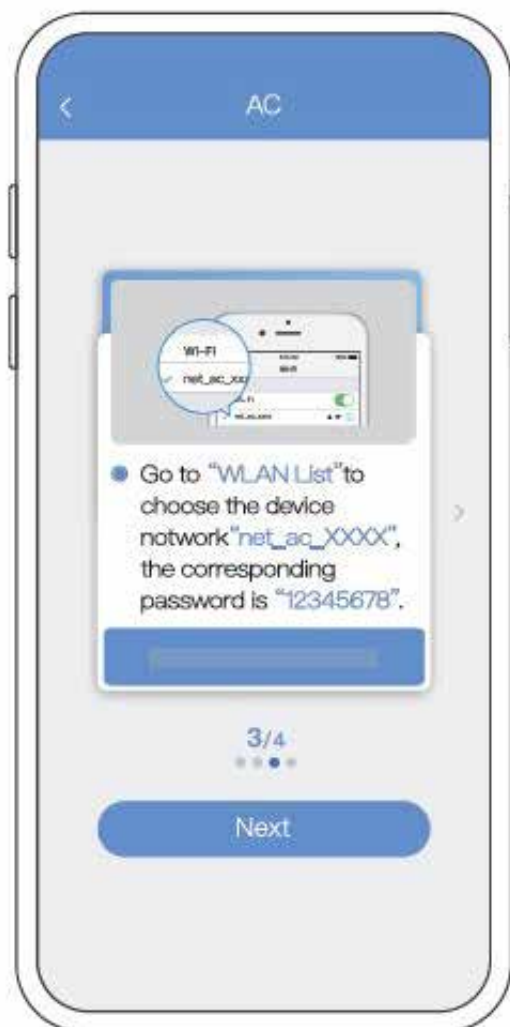 AC
Wi-Fi
net_ac_xx
Go to "WLAN List"to
choose the device
notwork"net_ac_XXXX",
the corresponding
password is "12345678".
3/4
Next